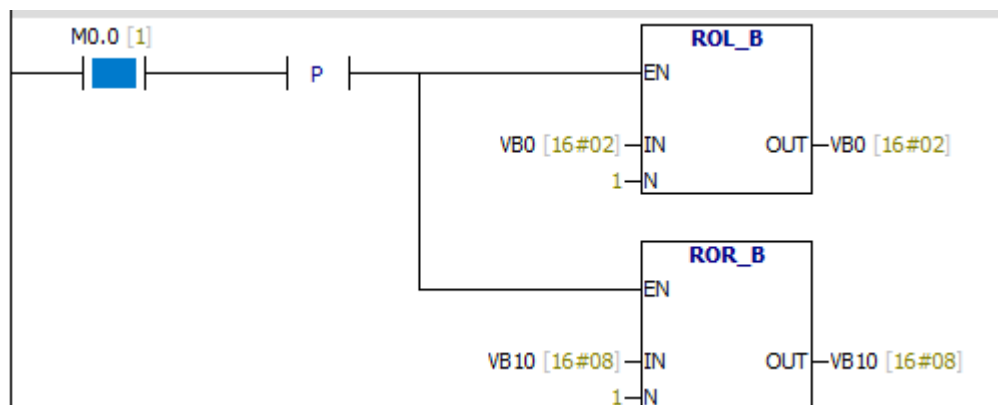 M0.0 [1]
P
ROL_B
EN
VB0 [16#02] IN OUT VB0 [16#02]
1 N
ROR_B
EN
VB10 [16#08] IN OUT VB10 [16#08]
1 N